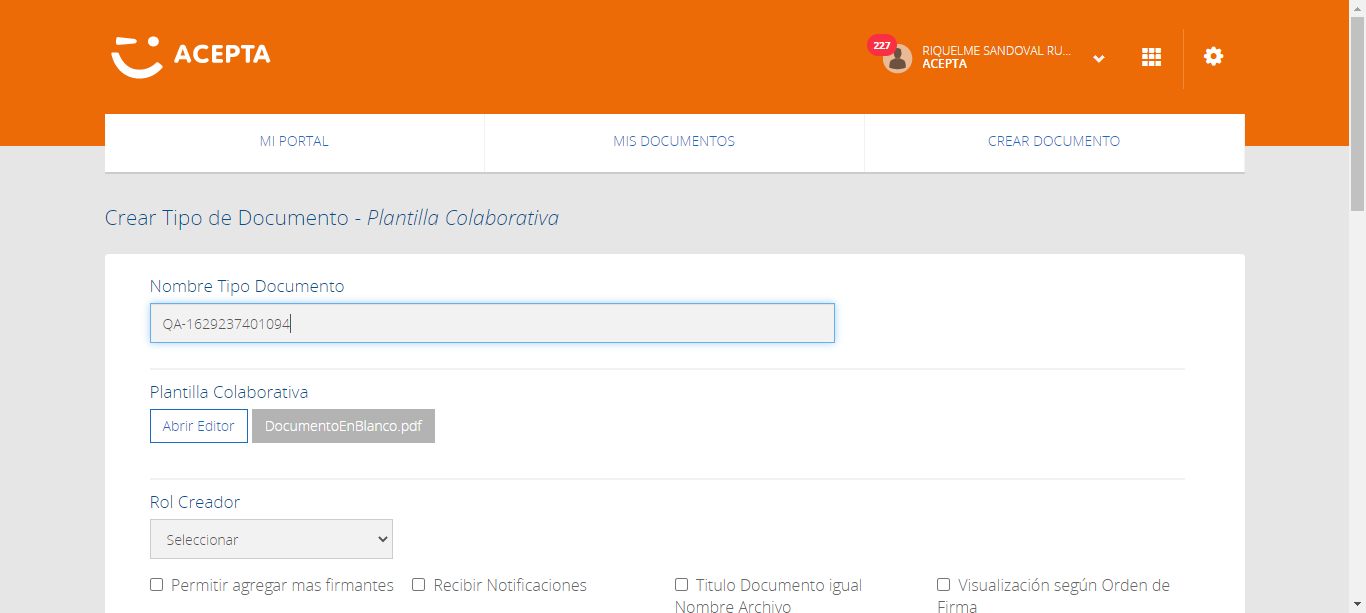 ACEPTA
227
RIQUELME SANDOVAL RU...
ACEPTA
MI PORTAL
MIS DOCUMENTOS
CREAR DOCUMENTO
Crear Tipo de Documento - Plantilla Colaborativa
Nombre Tipo Documento
QA-1629237401094
Plantilla Colaborativa
Abrir Editor
DocumentoEnBlanco.pdf
Rol Creador
Seleccionar
Permitir agregar mas firmantes
Recibir Notificaciones
Titulo Documento igual
Nombre Archivo
Visualización según Orden de
Firma